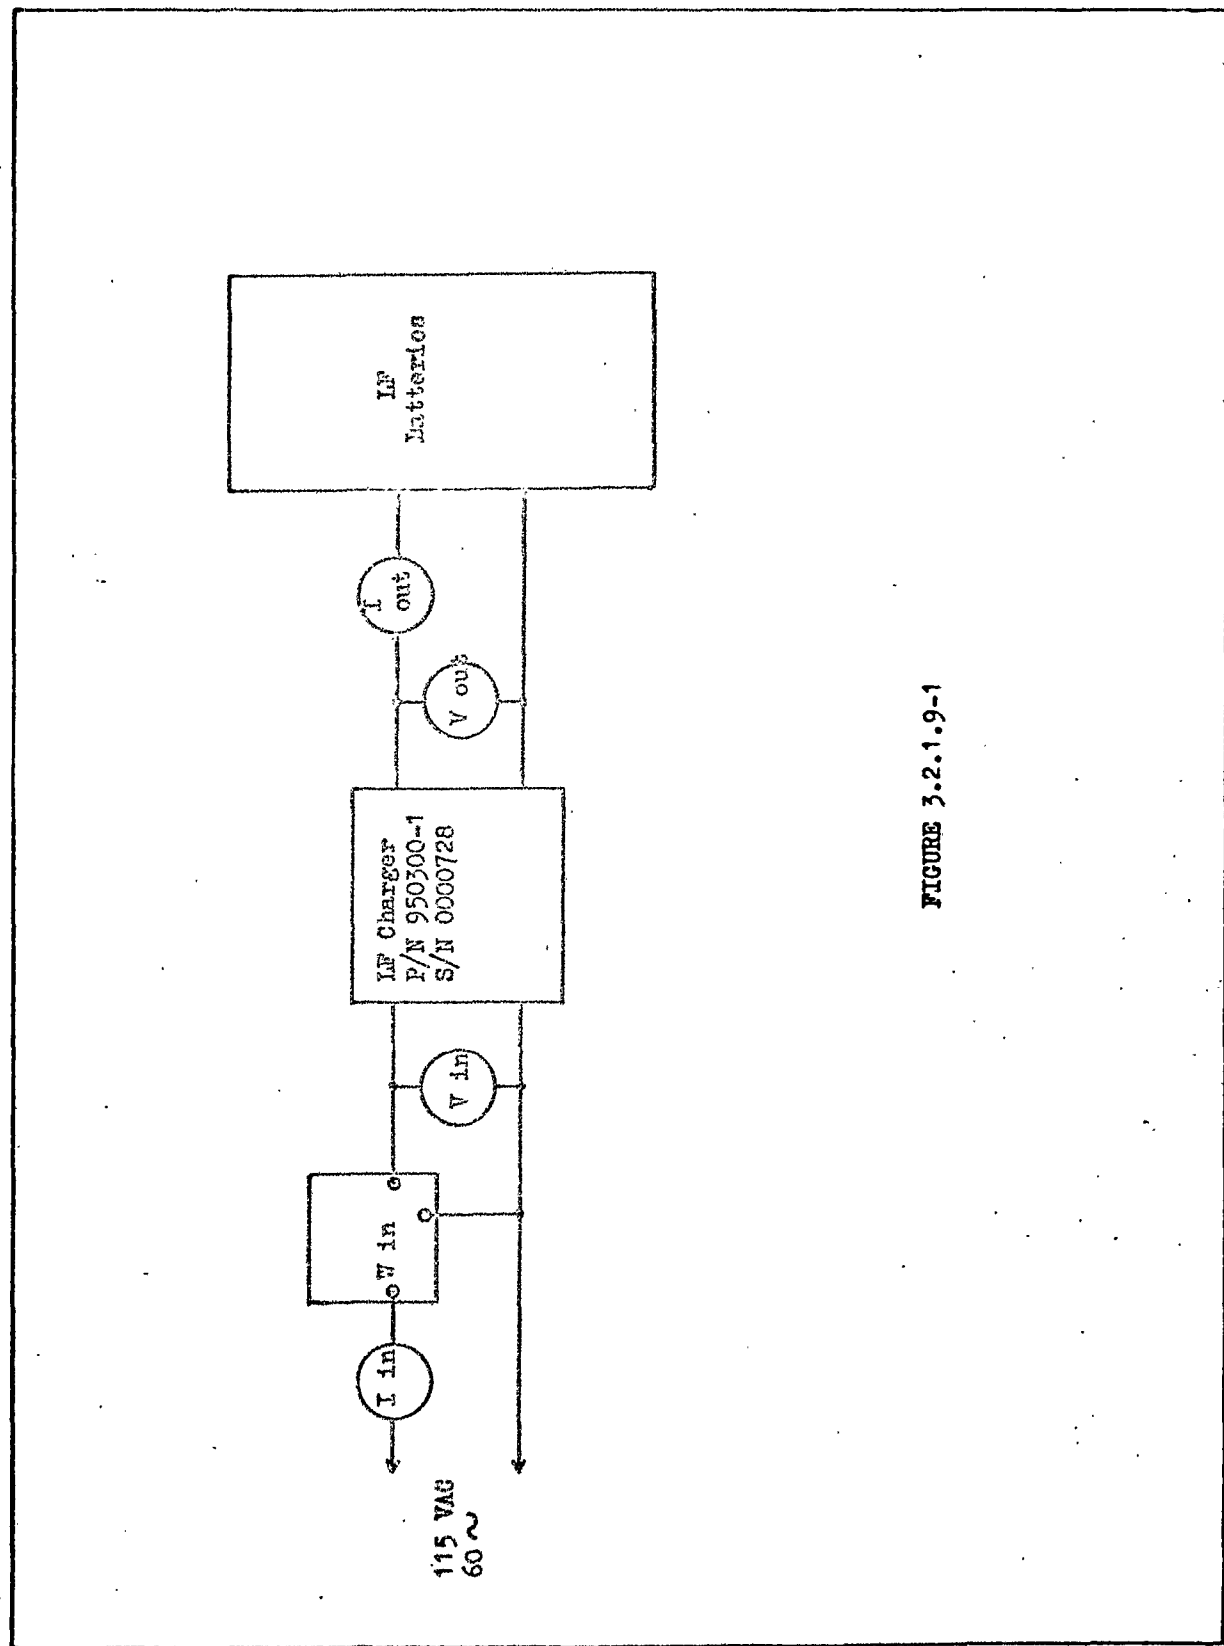 115 VAC
60 ~
I in
W in
V in
LF Charger
P/N 950300-1
S/N 0000728
V out
I
out
LF
Batteries
FIGURE 3.2.1.9-1